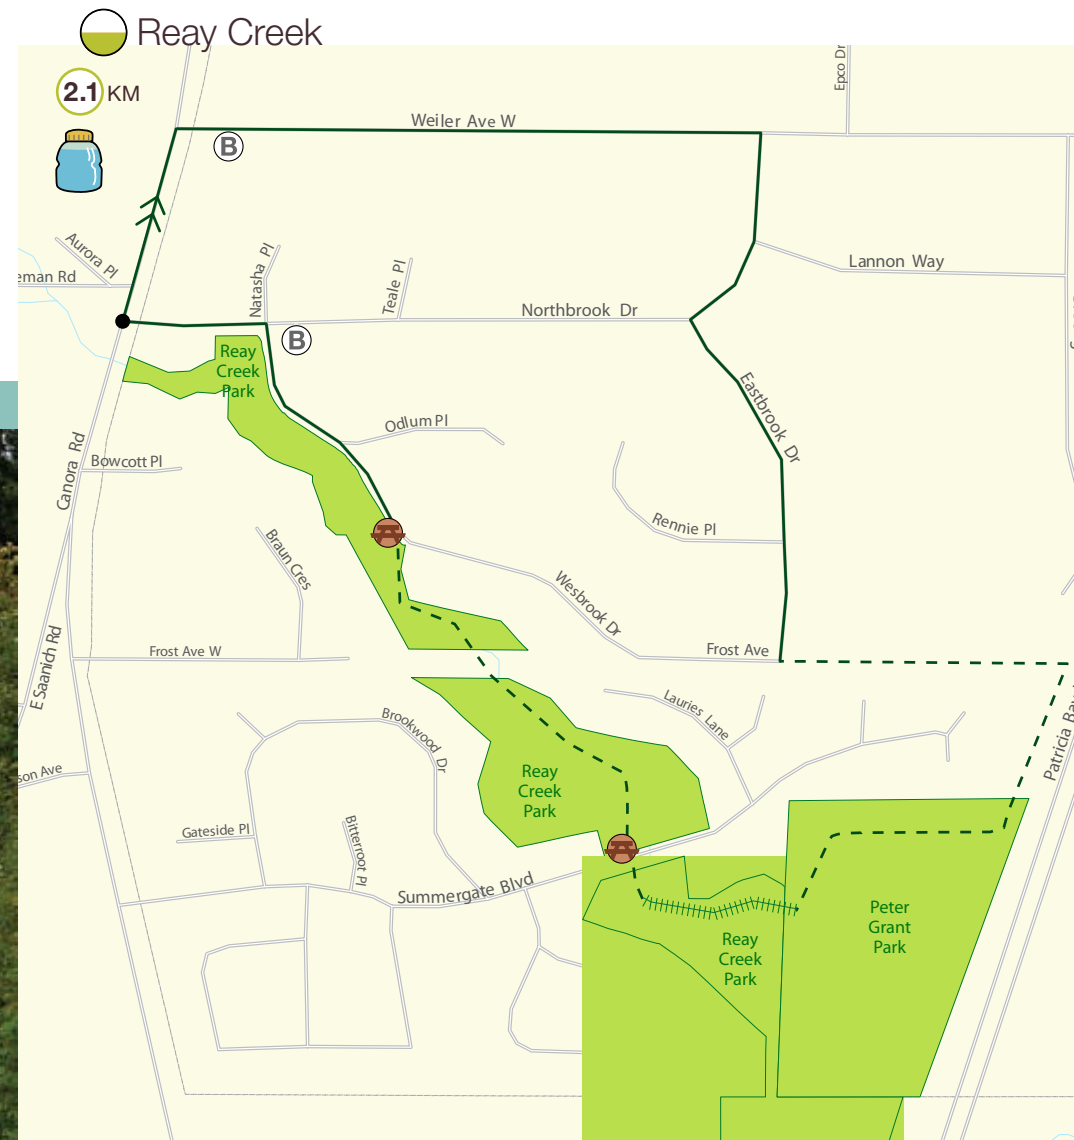 Reay Creek
2.1 KM
Epco Dr
Weiler Ave W
B
Aurora Pl
eman Rd
Natasha Pl
Teale Pl
Lannon Way
Northbrook Dr
B
Reay
Creek
Park
Eastbrook Dr
Odlum Pl
Canora Rd
Bowcott Pl
Rennie Pl
Braun Cres
Wesbrook Dr
E Saanich Rd
Frost Ave W
Frost Ave
Lauries Lane
Brookwood Dr
Patricia Bay
son Ave
Reay
Creek
Park
Gateside Pl
Bitterroot Pl
Summergate Blvd
Peter
Grant
Park
Reay
Creek
Park